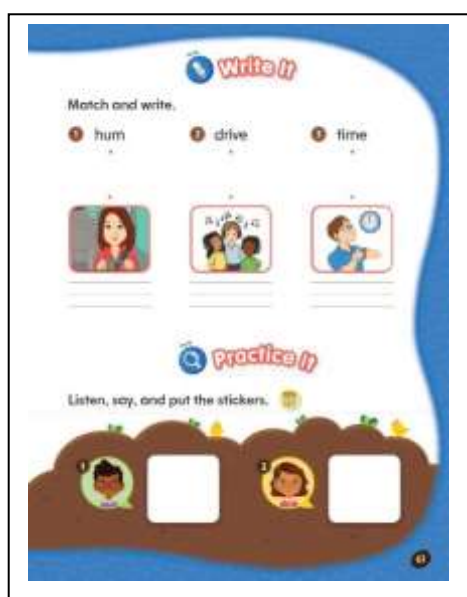 Write It
Match and write.
1 hum 2 drive 3 time
Practice It
Listen, say, and put the stickers.
1 2
61